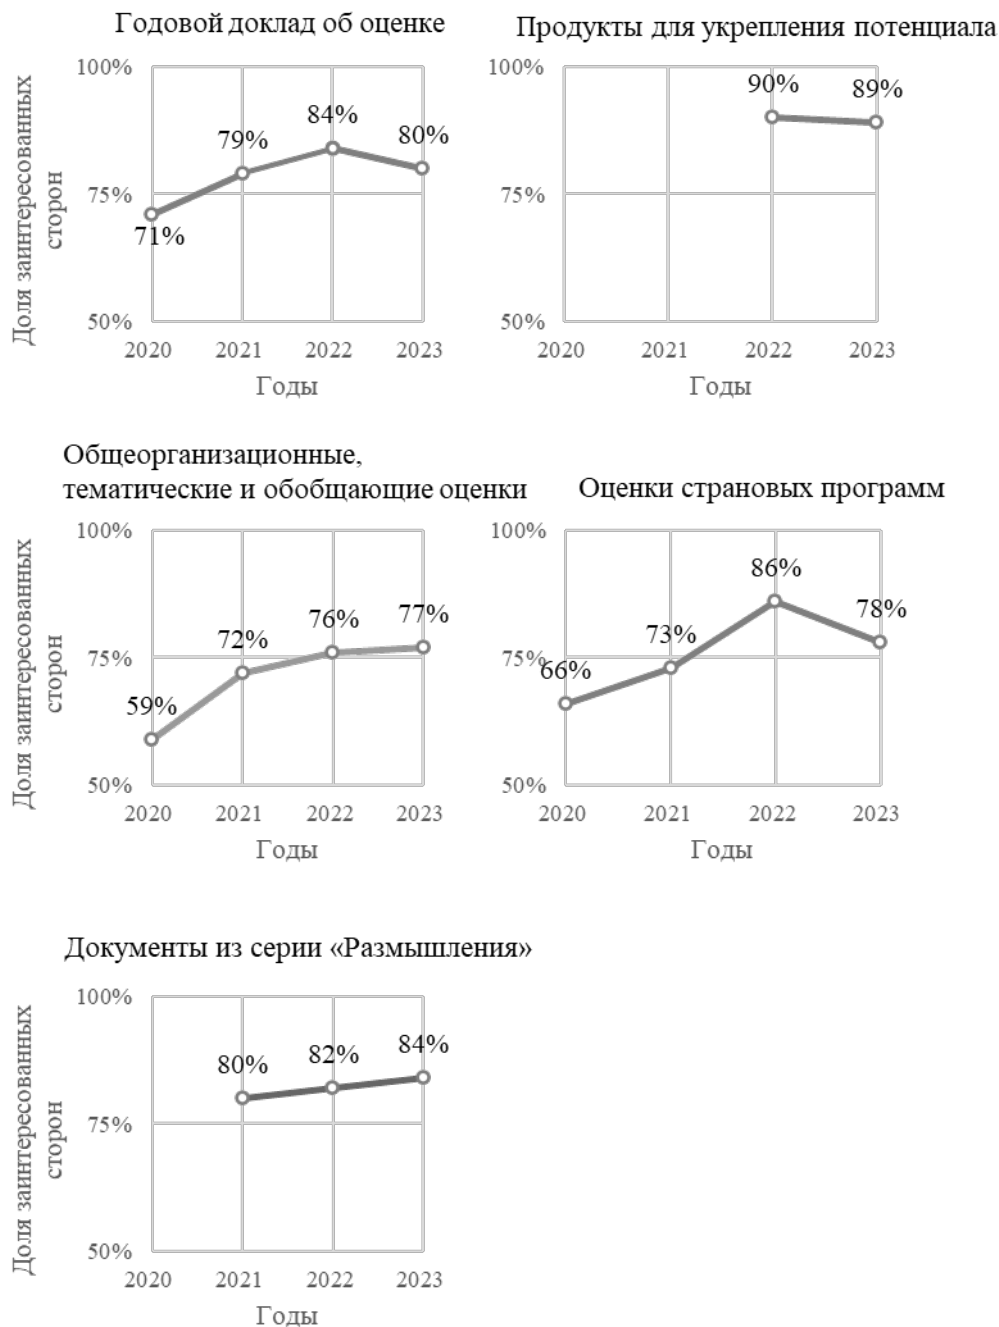 Годовой доклад об оценке
Доля заинтересованных
сторон
100%
75%
50%
71%
79%
84%
80%
2020 2021 2022 2023
Годы
Продукты для укрепления потенциала
100%
75%
50%
90%
89%
2020 2021 2022 2023
Годы
Общеорганизационные,
тематические и обобщающие оценки
Доля заинтересованных
сторон
100%
75%
50%
59%
72%
76%
77%
2020 2021 2022 2023
Годы
Оценки страновых программ
100%
75%
50%
66%
73%
86%
78%
2020 2021 2022 2023
Годы
Документы из серии «Размышления»
Доля заинтересованных
сторон
100%
75%
50%
80%
82%
84%
2020 2021 2022 2023
Годы